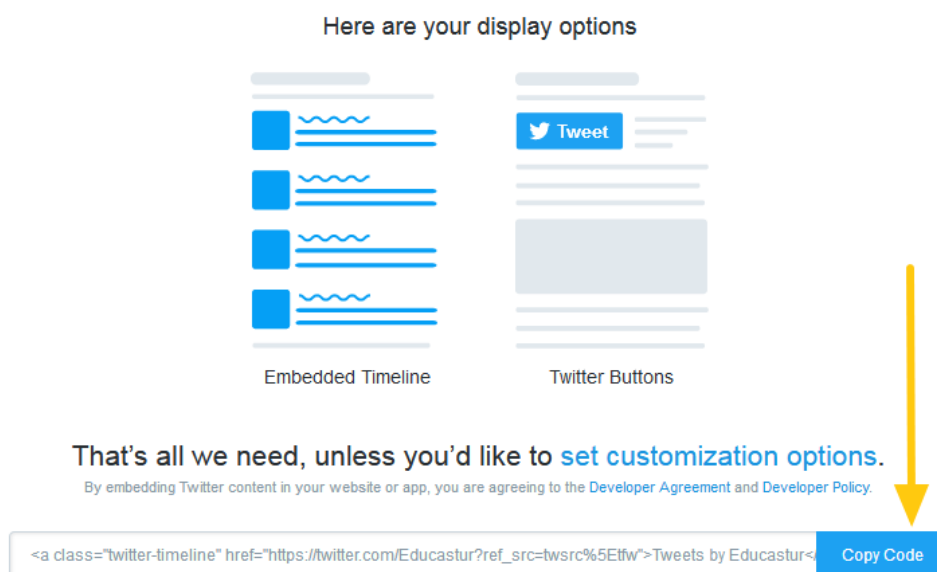 Here are your display options
Tweet
Embedded Timeline
Twitter Buttons
That's all we need, unless you'd like to set customization options.
By embedding Twitter content in your website or app, you are agreeing to the Developer Agreement and Developer Policy.
<a class="twitter-timeline" href="https://twitter.com/Educastur?ref_src=twsrc%5Etfw">Tweets by Educastur</
Copy Code